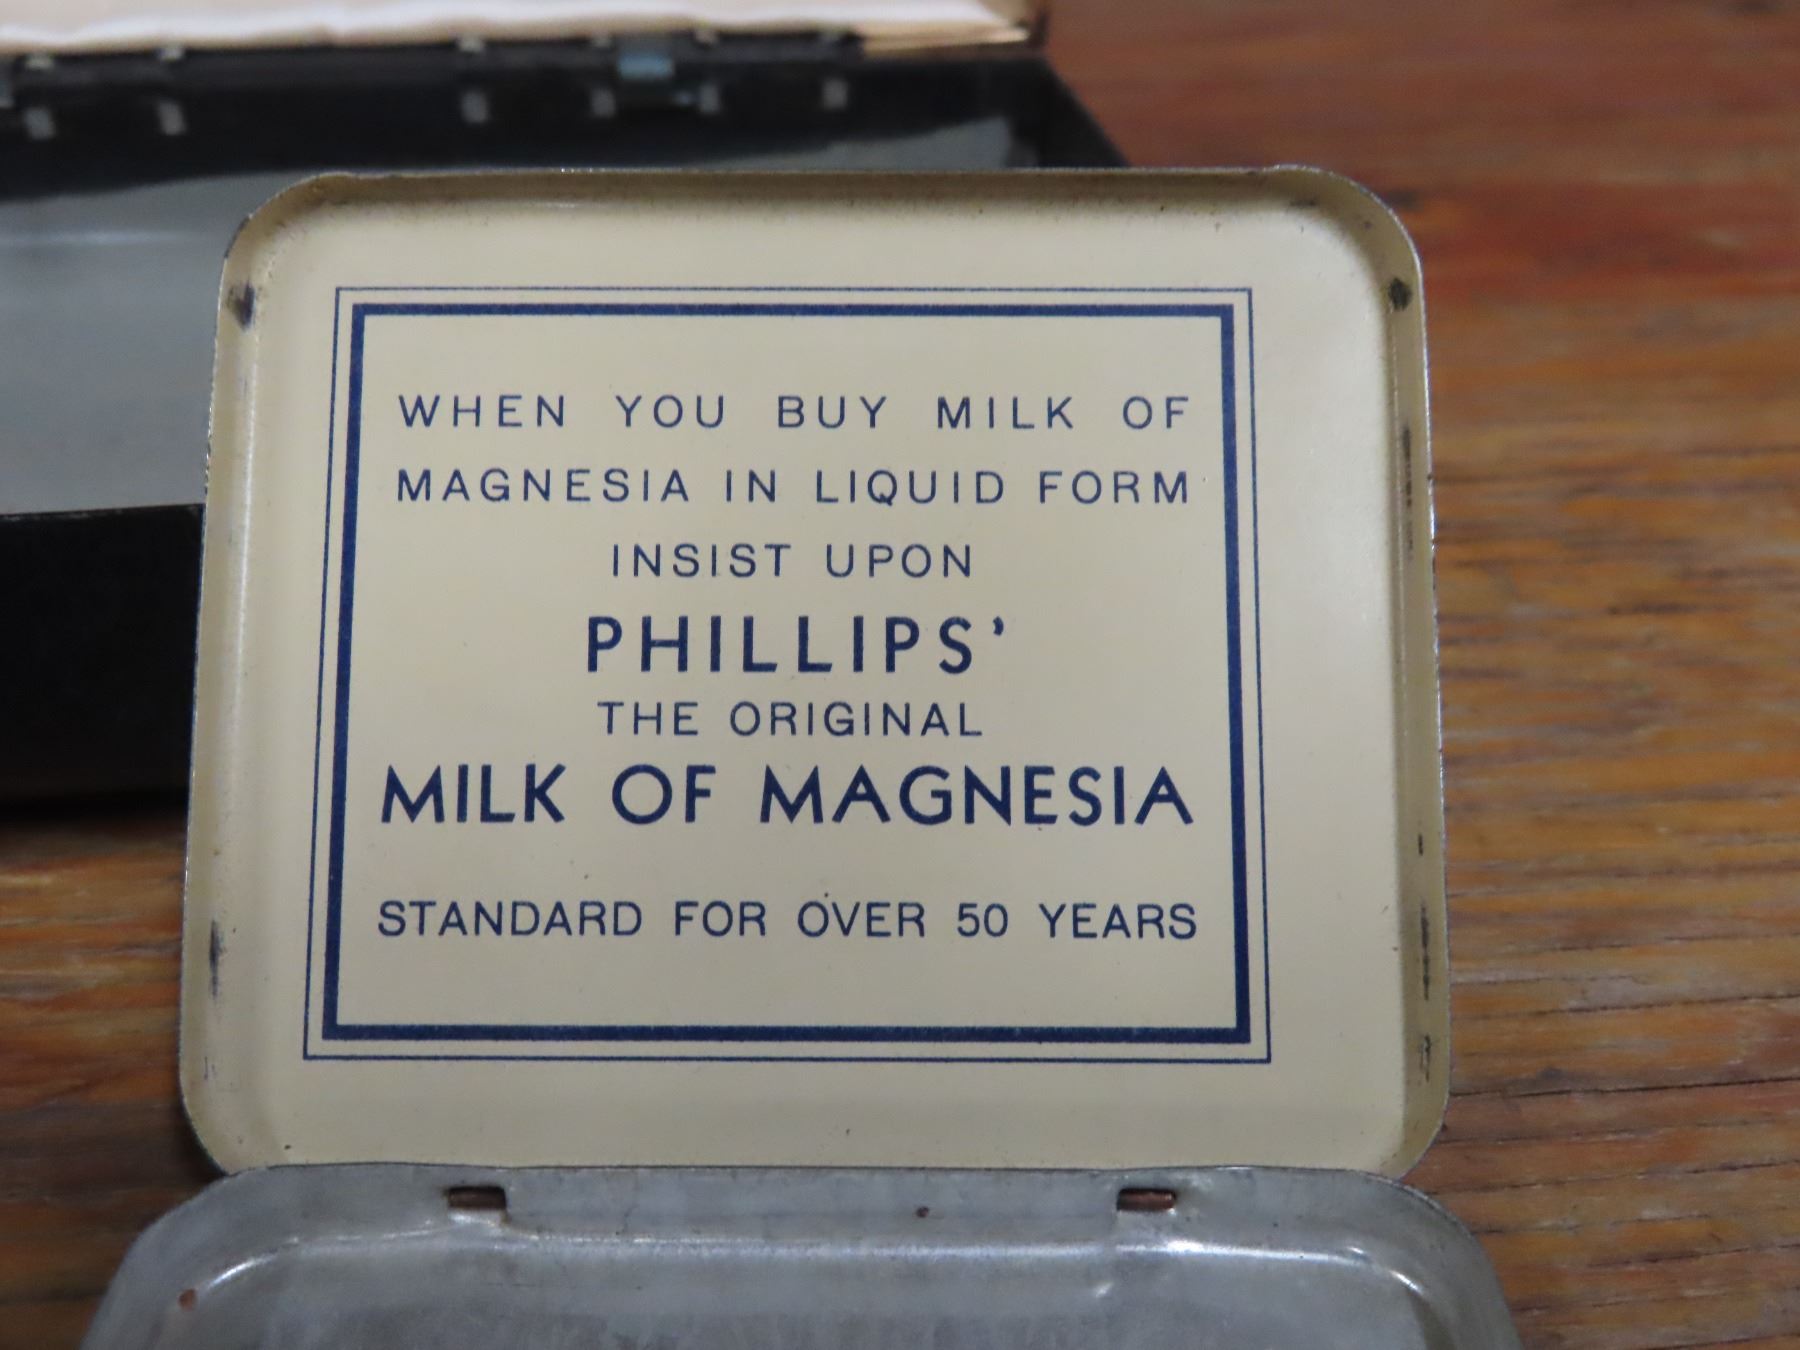 WHEN YOU BUY MILK OF
MAGNESIA IN LIQUID FORM
INSIST UPON
PHILLIPS'
THE ORIGINAL
MILK OF MAGNESIA
STANDARD FOR OVER 50 YEARS